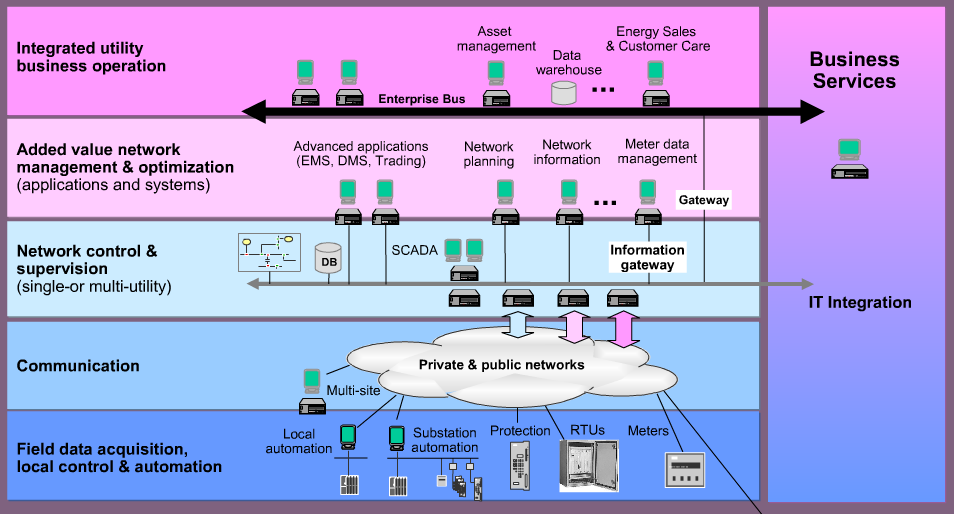 Integrated utility
business operation
Asset
management
Data
warehouse
...
Energy Sales
& Customer Care
Enterprise Bus
Business
Services
Added value network
management & optimization
(applications and systems)
Advanced applications
(EMS, DMS, Trading)
Network
planning
Network
information
...
Meter data
management
Gateway
Network control &
supervision
(single-or multi-utility)
DB
SCADA
Information
gateway
IT Integration
Communication
Private & public networks
Multi-site
Field data acquisition,
local control & automation
Local
automation
Substation
automation
Protection
RTUs
Meters